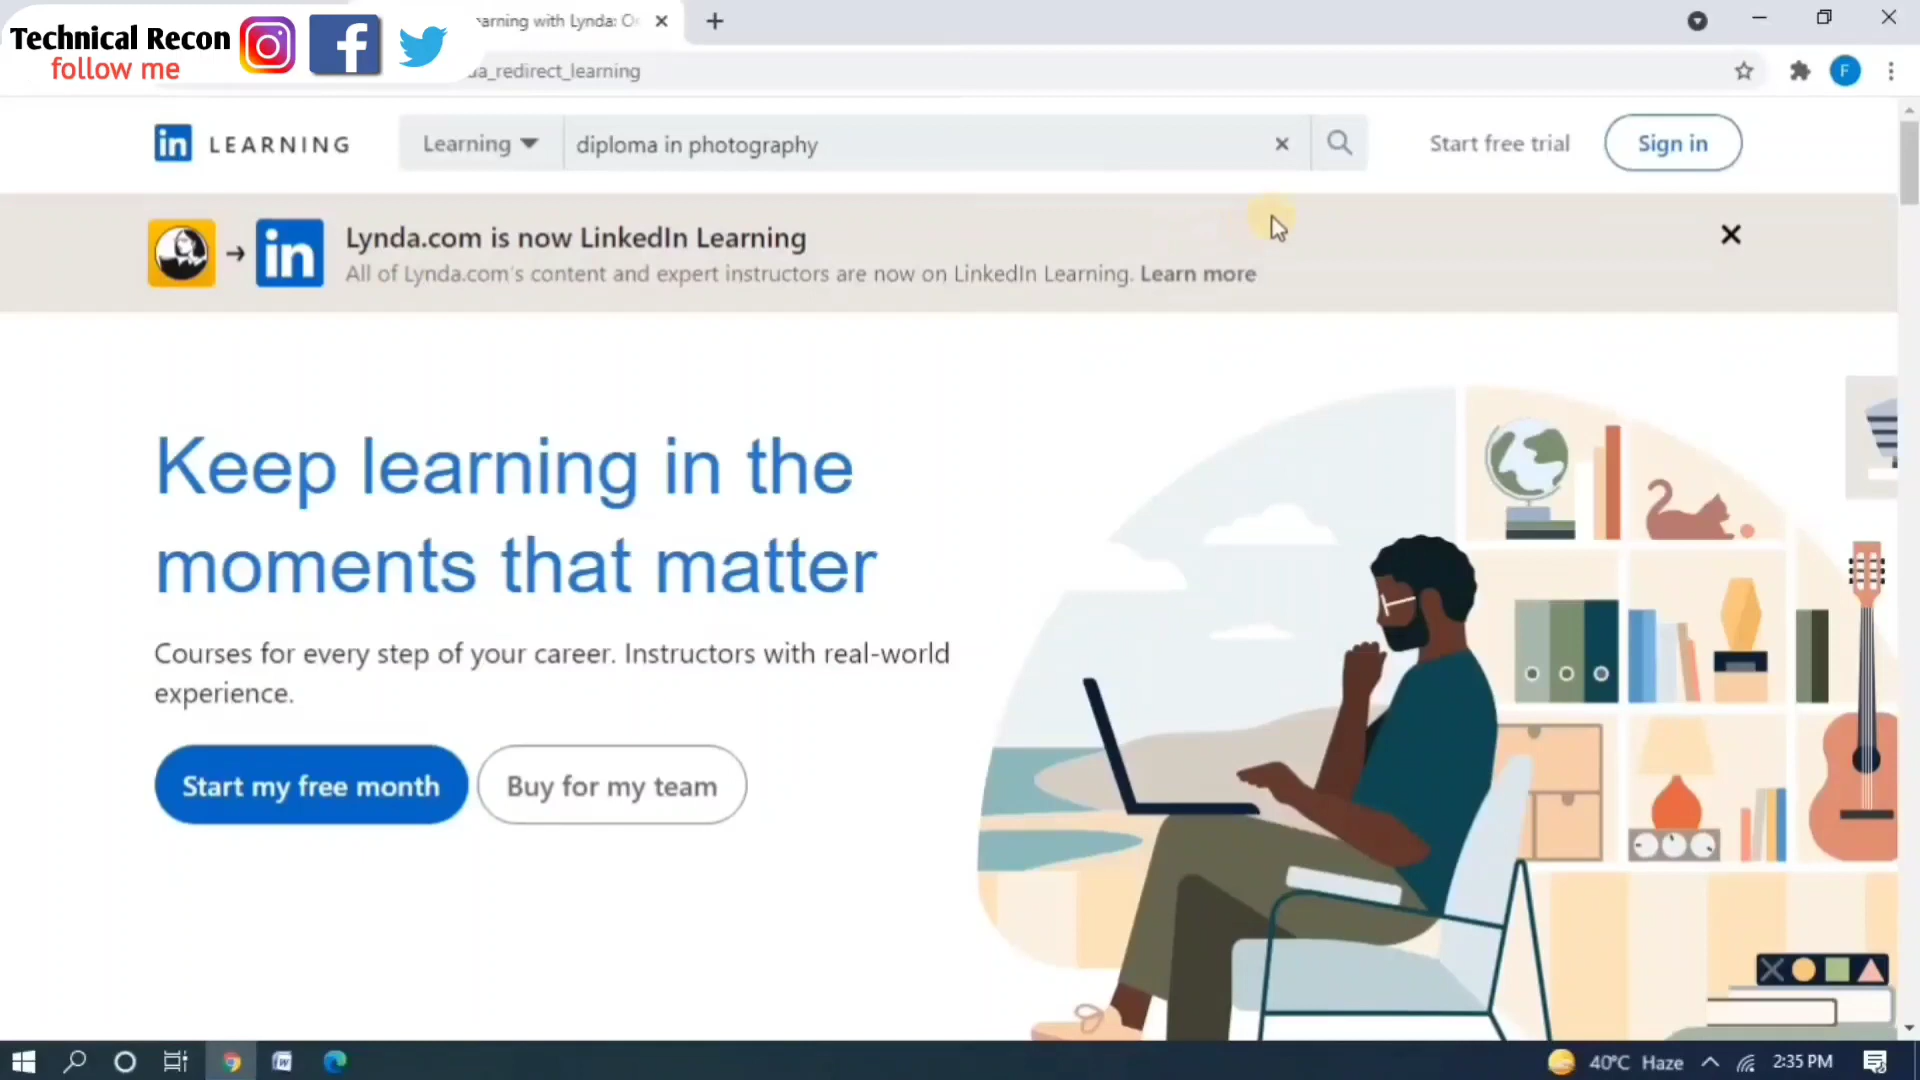 Technical Recon
follow me
arning with Lynda: O
da_redirect_learning
F
in LEARNING
Learning
diploma in photography
Start free trial
Sign in
in
Lynda.com is now LinkedIn Learning
All of Lynda.com's content and expert instructors are now on LinkedIn Learning. Learn more
Keep learning in the
moments that matter
Courses for every step of your career. Instructors with real-world
experience.
Start my free month
Buy for my team
40°C Haze
2:35 PM